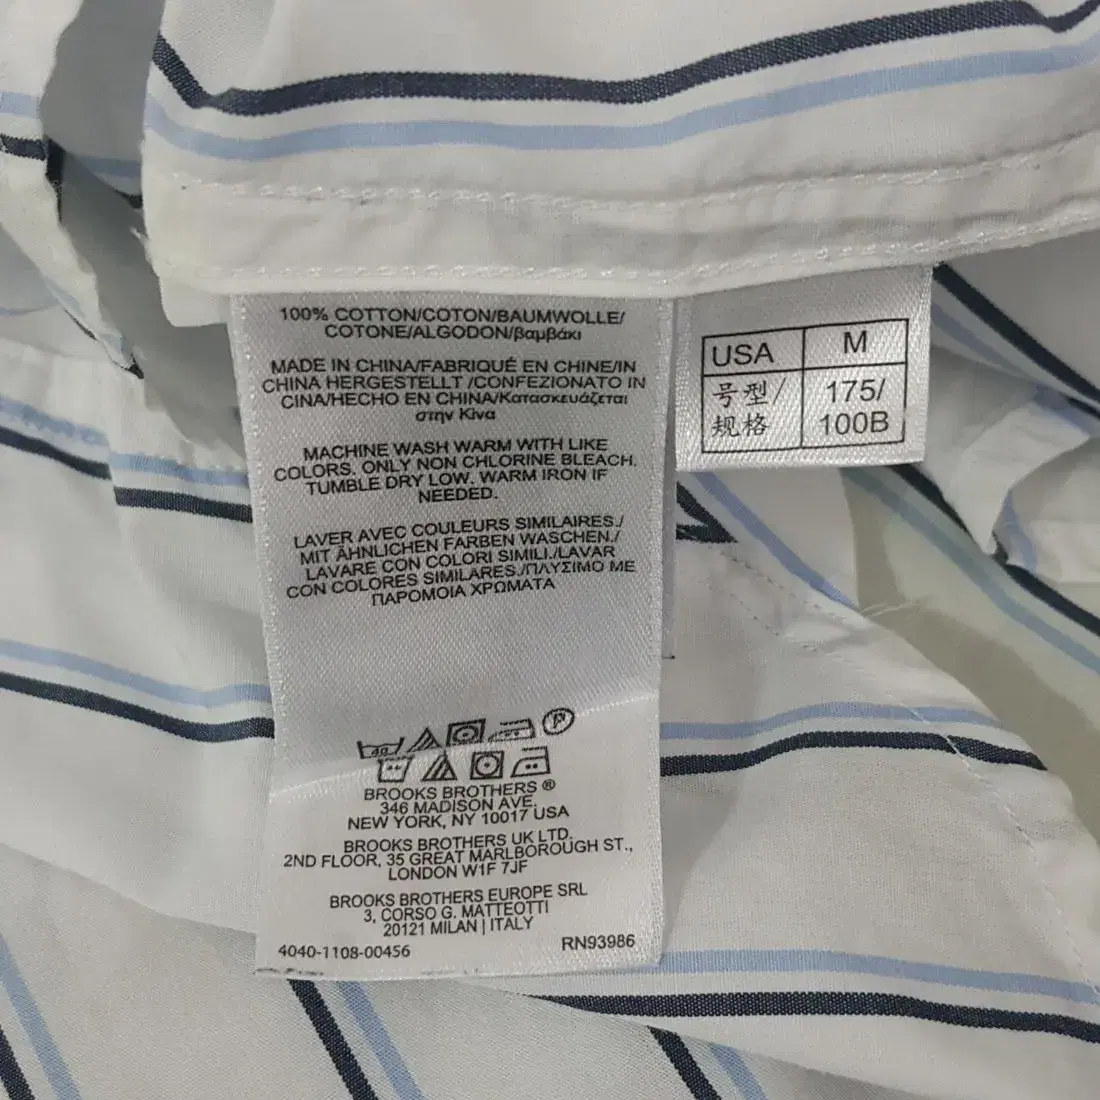 100% COTTON/COTON/BAUMWOLLE/
COTONE/ALGODON/βαμβάκι
MADE IN CHINA/FABRIQUÉ EN CHINE/IN
CHINA HERGESTELLT /CONFEZIONATO IN
CINA/HECHO EN CHINA/Κατασκευάζεται
στην Κίνα
MACHINE WASH WARM WITH LIKE
COLORS. ONLY NON CHLORINE BLEACH.
TUMBLE DRY LOW. WARM IRON IF
NEEDED.
LAVER AVEC COULEURS SIMILAIRES./
MIT ÄHNLICHEN FARBEN WASCHEN./
LAVARE CON COLORI SIMILI./LAVAR
CON COLORES SIMILARES./ΠΛΥΣΙΜΟ ΜΕ
ΠΑΡΟΜΟΙΑ ΧΡΩΜΑΤΑ
40 P
BROOKS BROTHERS ®
346 MADISON AVE.
NEW YORK, NY 10017 USA
BROOKS BROTHERS UK LTD.
2ND FLOOR, 35 GREAT MARLBOROUGH ST.,
LONDON W1F 7JF
BROOKS BROTHERS EUROPE SRL
3, CORSO G. MATTEOTTI
20121 MILAN | ITALY
4040-1108-00456 RN93986
USA M
号型/ 175/
规格 100B